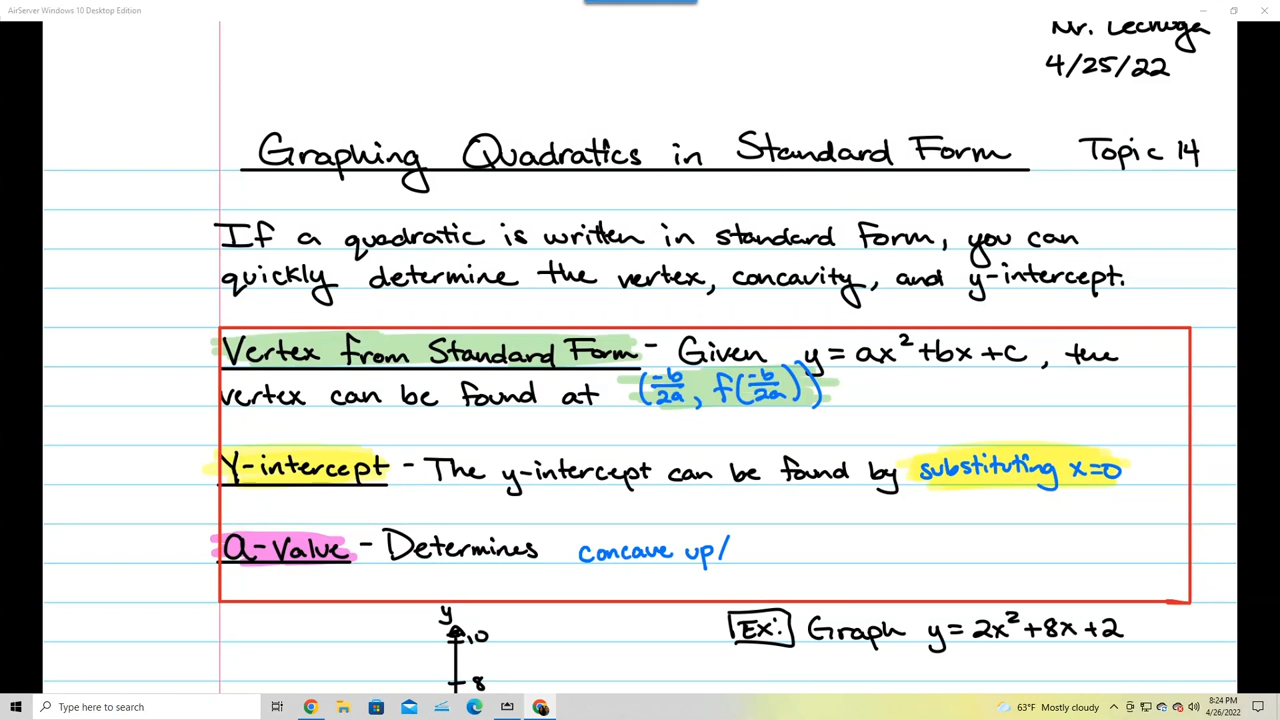 AirServer Windows 10 Desktop Edition
Mr. Lechuga
4/25/22
Graphing Quadratics in Standard Form Topic 14
If a quadratic is written in standard form, you can
quickly determine the vertex, concavity, and y-intercept.
Vertex from Standard Form - Given y = ax²+bx+c, the
vertex can be found at (-b/2a, f(-b/2a))
Y-intercept - The y-intercept can be found by substituting x=0
a-value - Determines concave up/
y
10
Ex: Graph y = 2x²+8x+2
8
Type here to search
63°F Mostly cloudy
8:24 PM
4/26/2022